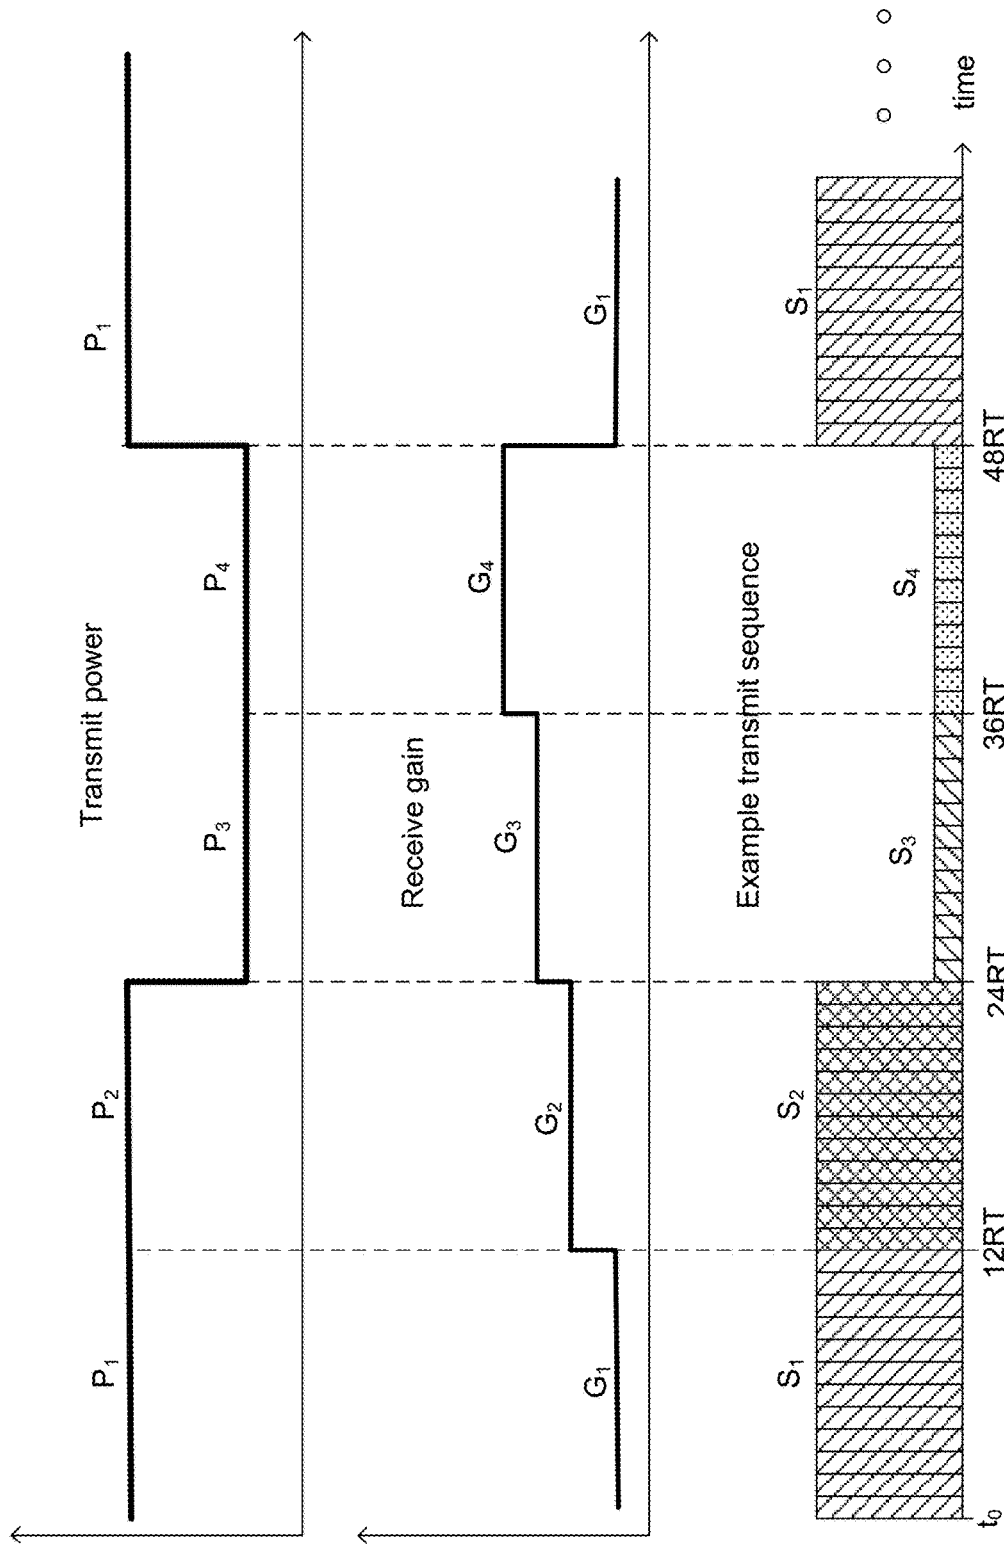 Transmit power
P₁
P₂
P₃
P₄
P₁
Receive gain
G₁
G₂
G₃
G₄
G₁
Example transmit sequence
S₁
S₂
S₃
S₄
S₁
t₀
12RT
24RT
36RT
48RT
time